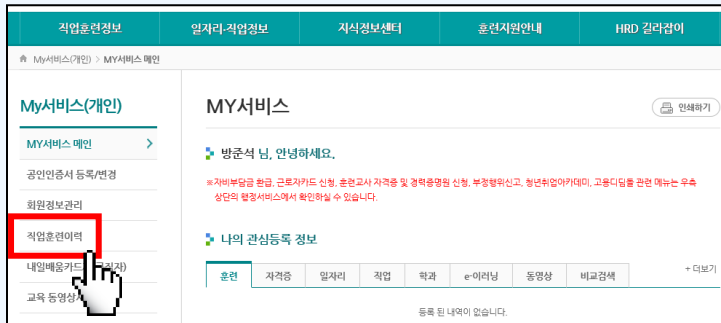 직업훈련정보 일자리·직업정보 지식정보센터 훈련지원안내 HRD 길라잡이
My서비스(개인) > MY서비스 메인
My서비스(개인)
MY서비스 메인
공인인증서 등록/변경
회원정보관리
직업훈련이력
내일배움카드
교육 동영상
MY서비스
인쇄하기
방준석 님, 안녕하세요.
※자비부담금 환급, 근로자카드 신청, 훈련교사 자격증 및 경력증명원 신청, 부정행위신고, 청년취업아카데미, 고용디딤돌 관련 메뉴는 우측
상단의 행정서비스에서 확인하실 수 있습니다.
나의 관심등록 정보
훈련 자격증 일자리 직업 학과 e-이러닝 동영상 비교검색 + 더보기
등록 된 내역이 없습니다.